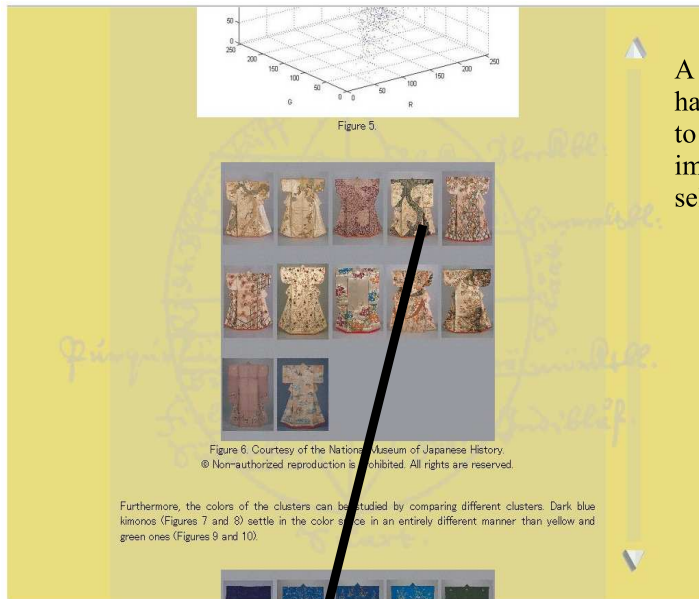 50
0
250
200
150
100
50
0
G
0
50
100
150
200
250
R
Figure 5.
A
ha
to
im
se
Figure 6. Courtesy of the National Museum of Japanese History.
© Non-authorized reproduction is prohibited. All rights are reserved.
Furthermore, the colors of the clusters can be studied by comparing different clusters. Dark blue
kimonos (Figures 7 and 8) settle in the color space in an entirely different manner than yellow and
green ones (Figures 9 and 10).